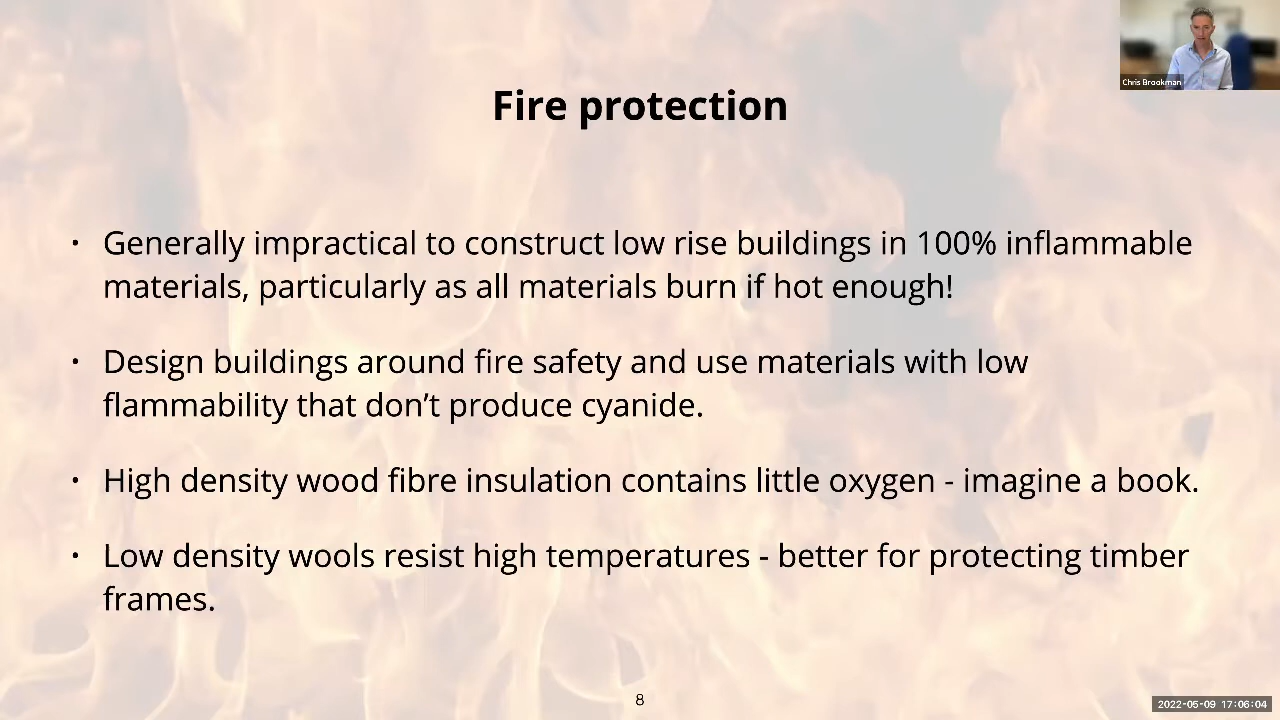 Chris Brookman
Fire protection
• Generally impractical to construct low rise buildings in 100% inflammable
materials, particularly as all materials burn if hot enough!
• Design buildings around fire safety and use materials with low
flammability that don’t produce cyanide.
• High density wood fibre insulation contains little oxygen - imagine a book.
• Low density wools resist high temperatures - better for protecting timber
frames.
8
2022-05-09 17:06:04